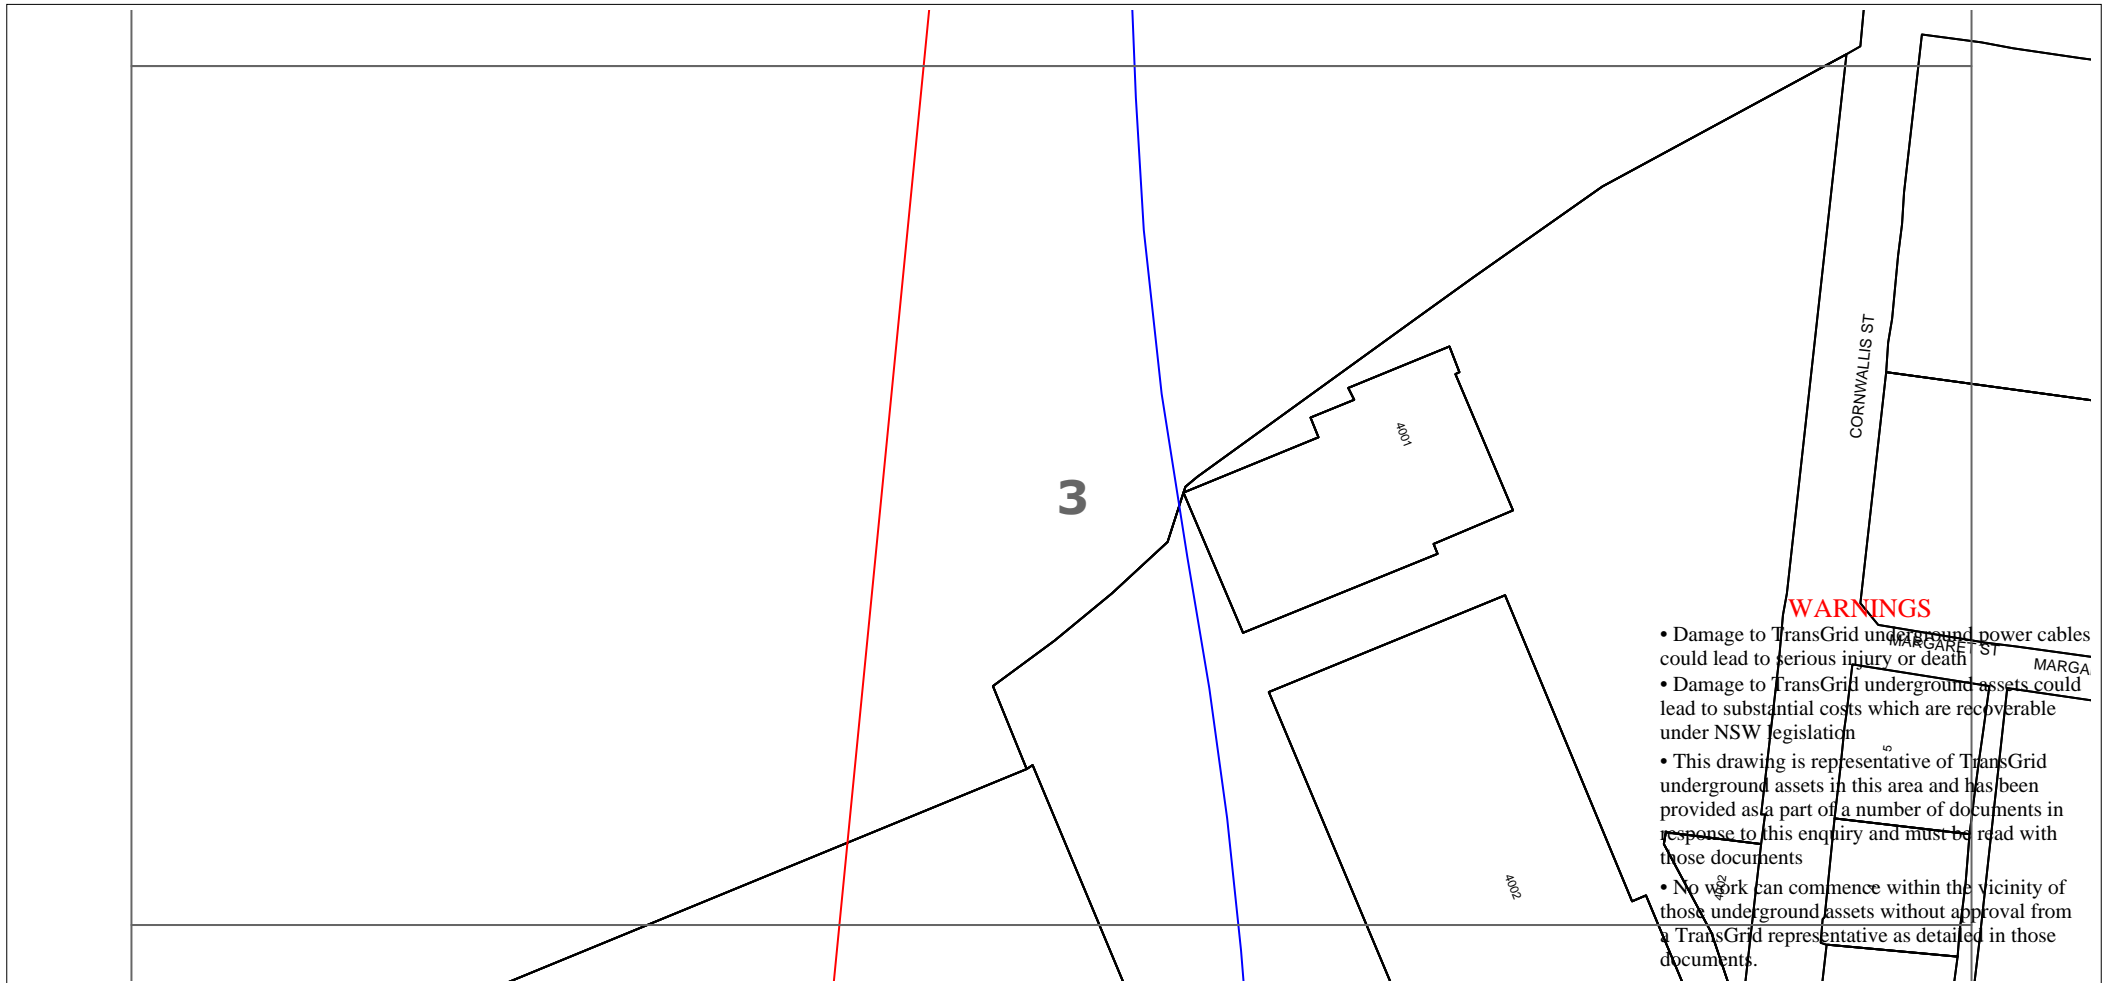 CORNWALLIS ST
4001
3
WARNINGS
• Damage to TransGrid underground power cables
could lead to serious injury or death
MARGARET ST
MARGA
• Damage to TransGrid underground assets could
lead to substantial costs which are recoverable
under NSW legislation
5
• This drawing is representative of TransGrid
underground assets in this area and has been
provided as a part of a number of documents in
response to this enquiry and must be read with
those documents
4002
4002
• No work can commence within the vicinity of
those underground assets without approval from
a TransGrid representative as detailed in those
documents.